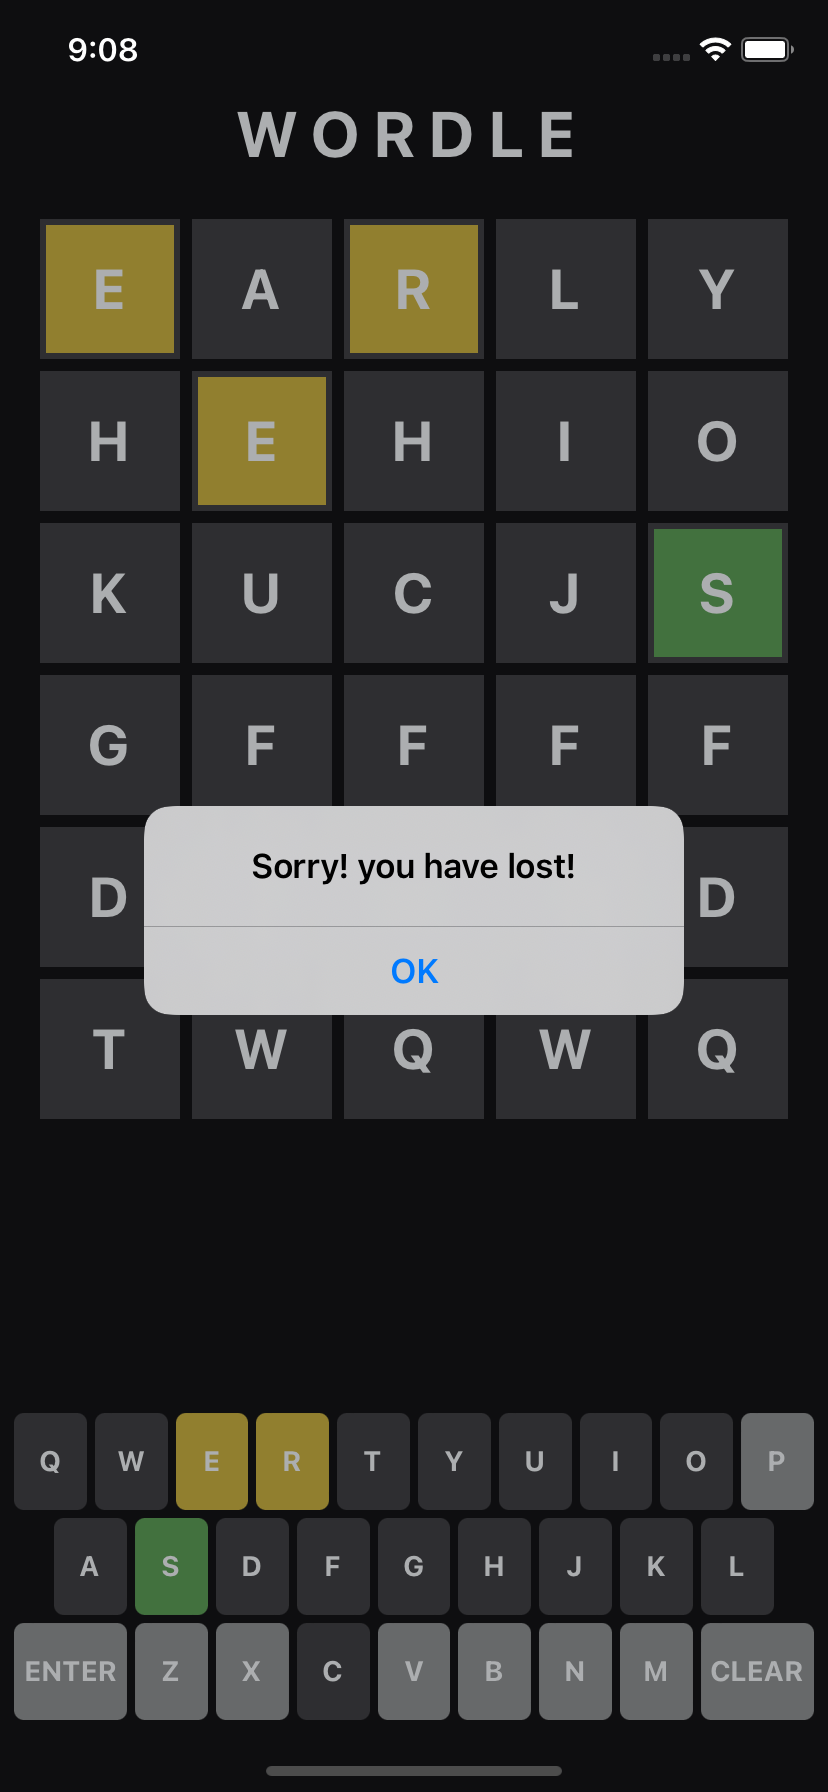 9:08
WORDLE
E A R L Y
H E H I O
K U C J S
G F F F F
D D
Sorry! you have lost!
OK
T W Q W Q
Q W E R T Y U I O P
A S D F G H J K L
ENTER Z X C V B N M CLEAR